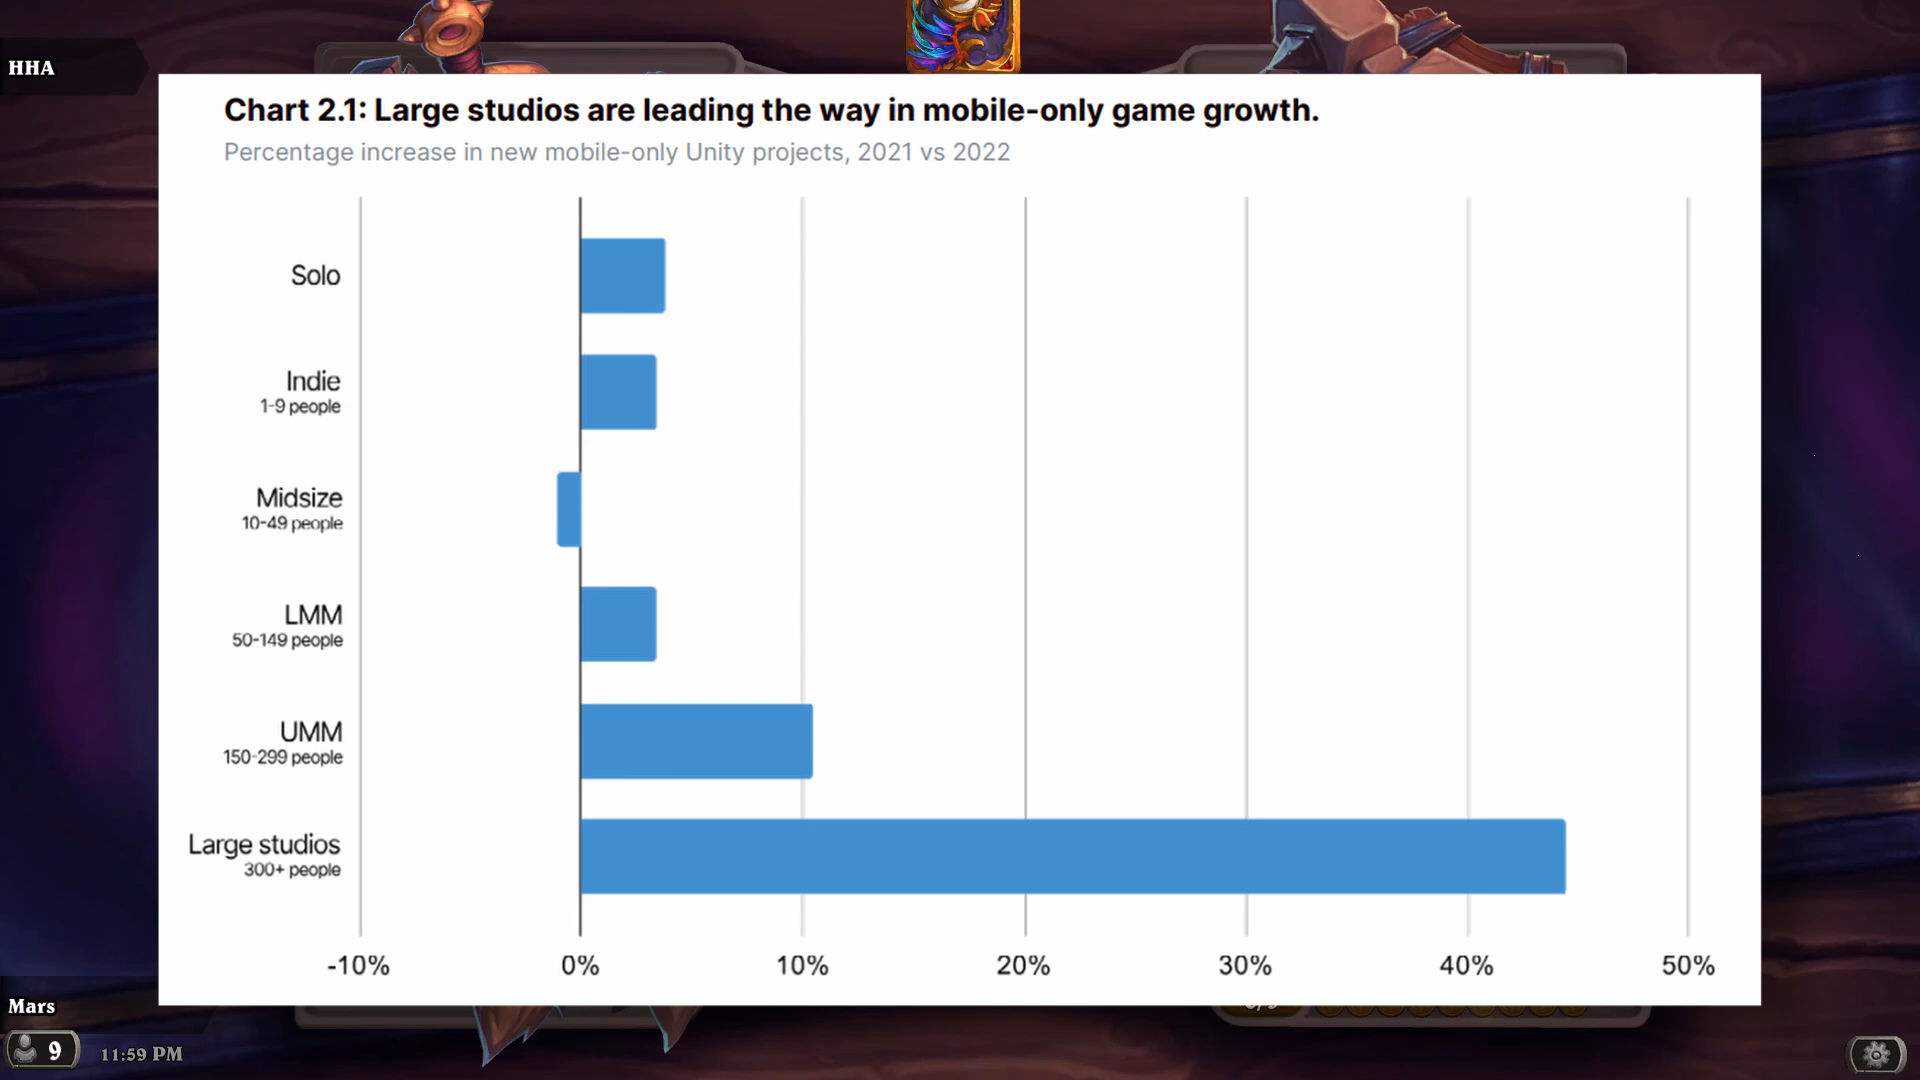 HHA
Chart 2.1: Large studios are leading the way in mobile-only game growth.
Percentage increase in new mobile-only Unity projects, 2021 vs 2022
Solo
Indie
1-9 people
Midsize
10-49 people
LMM
50-149 people
UMM
150-299 people
Large studios
300+ people
-10% 0% 10% 20% 30% 40% 50%
Mars
9 11:59 PM